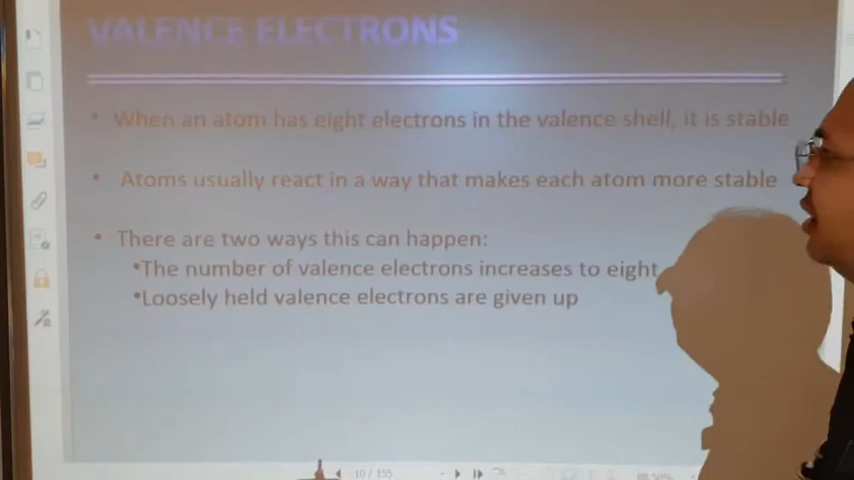 VALENCE ELECTRONS
• When an atom has eight electrons in the valence shell, it is stable
• Atoms usually react in a way that makes each atom more stable
• There are two ways this can happen:
•The number of valence electrons increases to eight
•Loosely held valence electrons are given up
10 / 155